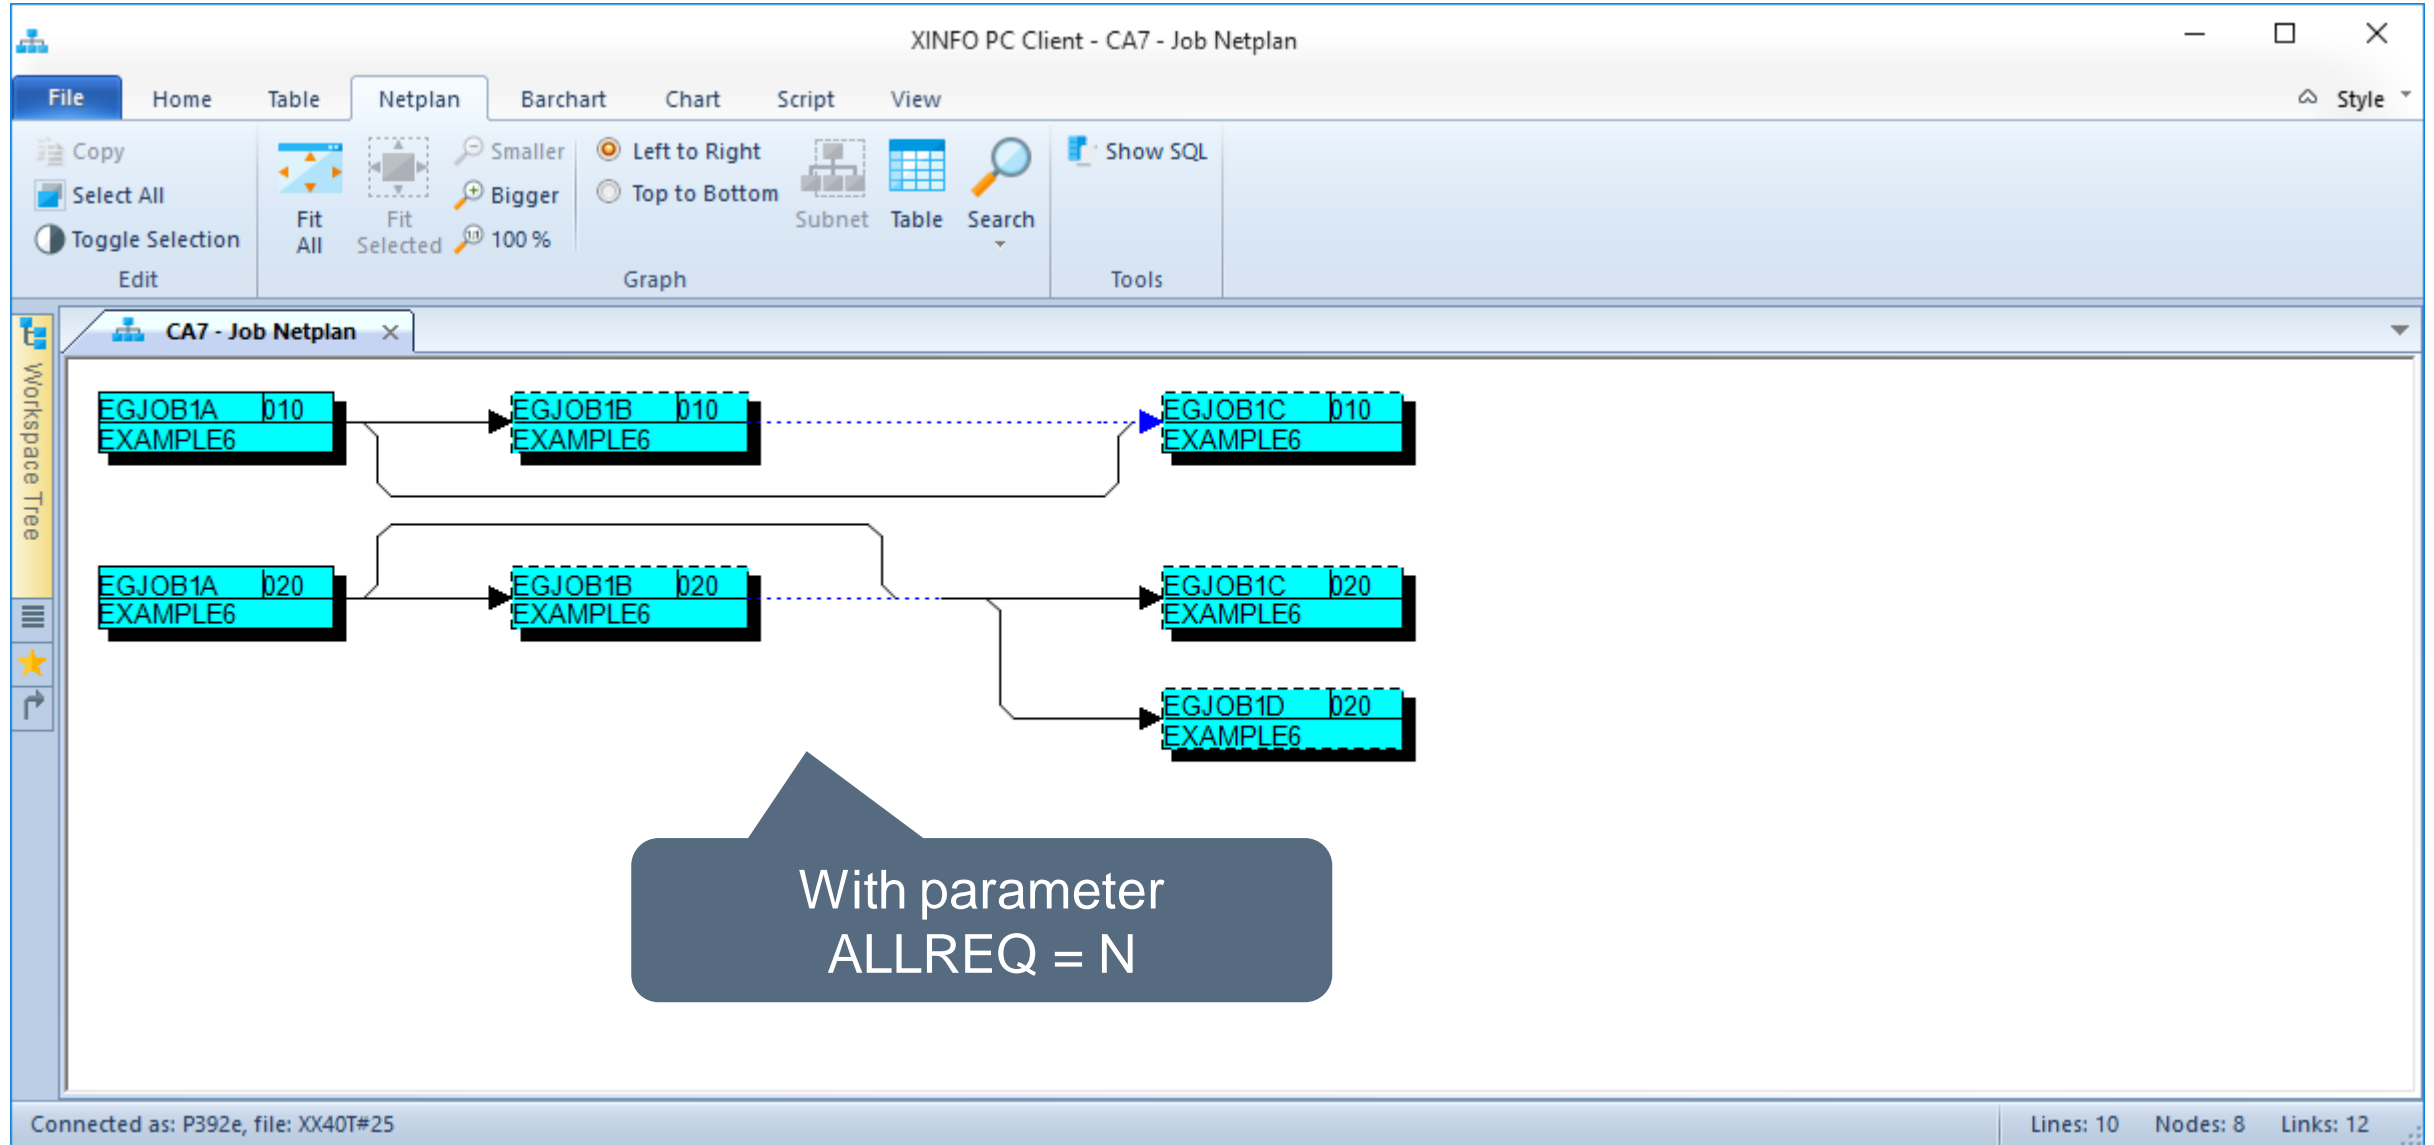 XINFO PC Client - CA7 - Job Netplan
File Home Table Netplan Barchart Chart Script View Style
Copy
Select All
Toggle Selection
Edit
Fit All
Fit Selected
Smaller
Bigger
100 %
Left to Right
Top to Bottom
Subnet
Table
Search
Graph
Show SQL
Tools
Workspace Tree
CA7 - Job Netplan
EGJOB1A 010
EXAMPLE6
EGJOB1B 010
EXAMPLE6
EGJOB1C 010
EXAMPLE6
EGJOB1A 020
EXAMPLE6
EGJOB1B 020
EXAMPLE6
EGJOB1C 020
EXAMPLE6
EGJOB1D 020
EXAMPLE6
With parameter
ALLREQ = N
Connected as: P392e, file: XX40T#25
Lines: 10 Nodes: 8 Links: 12